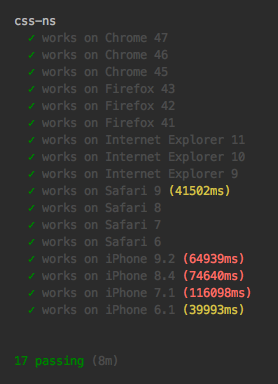 css-ns
✓ works on Chrome 47
✓ works on Chrome 46
✓ works on Chrome 45
✓ works on Firefox 43
✓ works on Firefox 42
✓ works on Firefox 41
✓ works on Internet Explorer 11
✓ works on Internet Explorer 10
✓ works on Internet Explorer 9
✓ works on Safari 9 (41502ms)
✓ works on Safari 8
✓ works on Safari 7
✓ works on Safari 6
✓ works on iPhone 9.2 (64939ms)
✓ works on iPhone 8.4 (74640ms)
✓ works on iPhone 7.1 (116098ms)
✓ works on iPhone 6.1 (39993ms)
17 passing (8m)